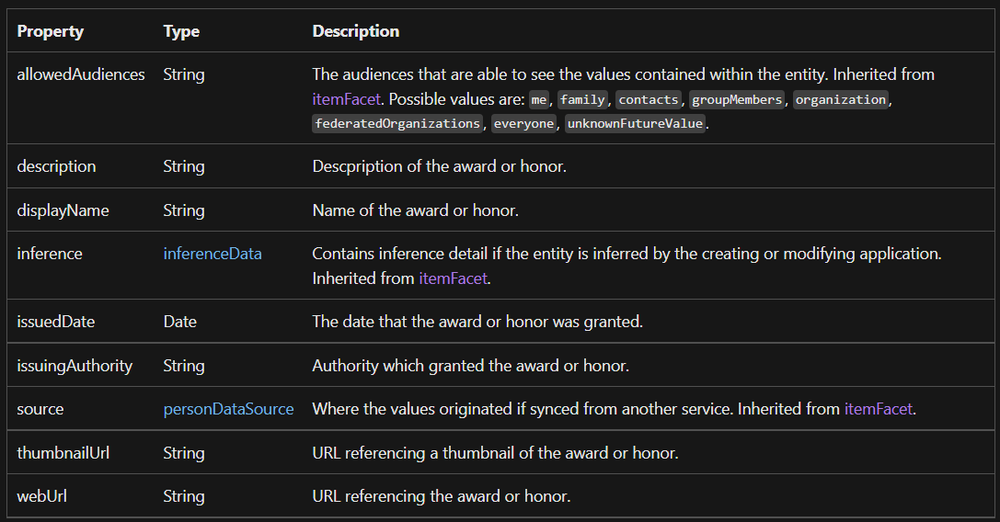 Property Type Description
allowedAudiences String The audiences that are able to see the values contained within the entity. Inherited from
itemFacet. Possible values are: me, family, contacts, groupMembers, organization,
federatedOrganizations, everyone, unknownFutureValue.
description String Descpription of the award or honor.
displayName String Name of the award or honor.
inference inferenceData Contains inference detail if the entity is inferred by the creating or modifying application.
Inherited from itemFacet.
issuedDate Date The date that the award or honor was granted.
issuingAuthority String Authority which granted the award or honor.
source personDataSource Where the values originated if synced from another service. Inherited from itemFacet.
thumbnailUrl String URL referencing a thumbnail of the award or honor.
webUrl String URL referencing the award or honor.